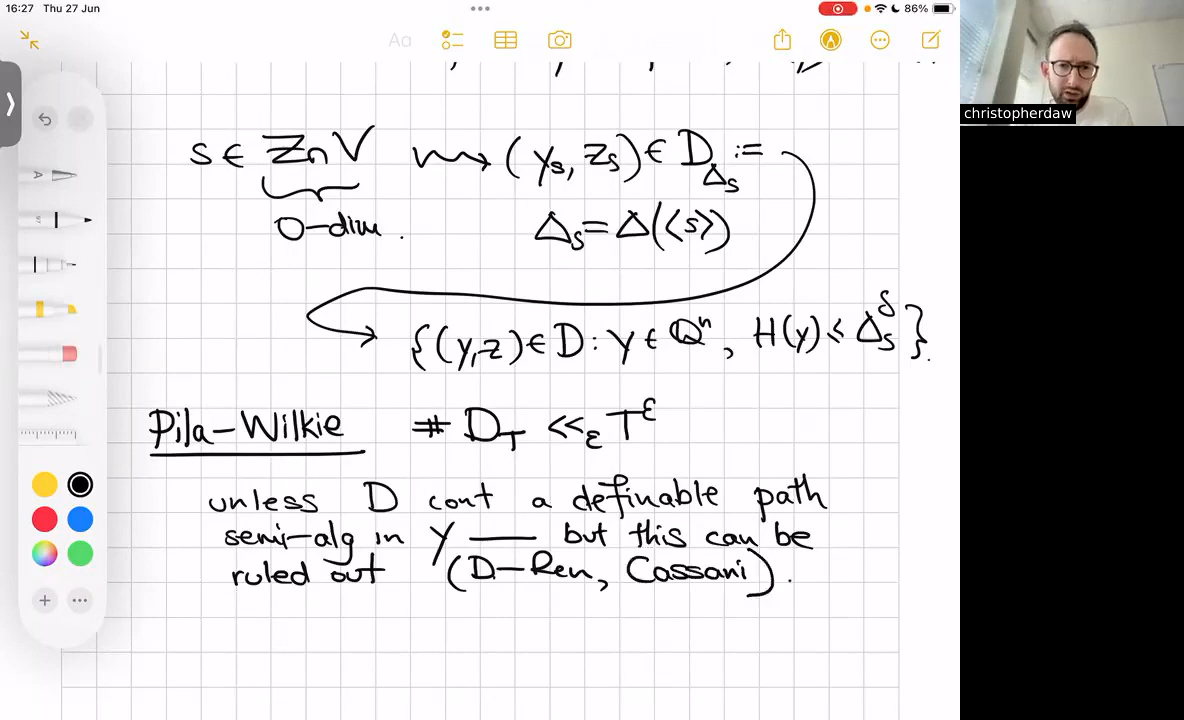 16:27 Thu 27 Jun
86%
Aa
christopherdaw
s ∈ Z∩V ⇝ (y_s, z_s) ∈ D_{Δ_s} :=
0-dim. Δ_s = Δ(<s>)
{(y,z) ∈ D : y ∈ Q^n, H(y) ≤ Δ_s^δ}.
Pila-Wilkie # D_T <<_ε T^ε
unless D cont a definable path
semi-alg in Y — but this can be
ruled out (D-Ren, Cassani).